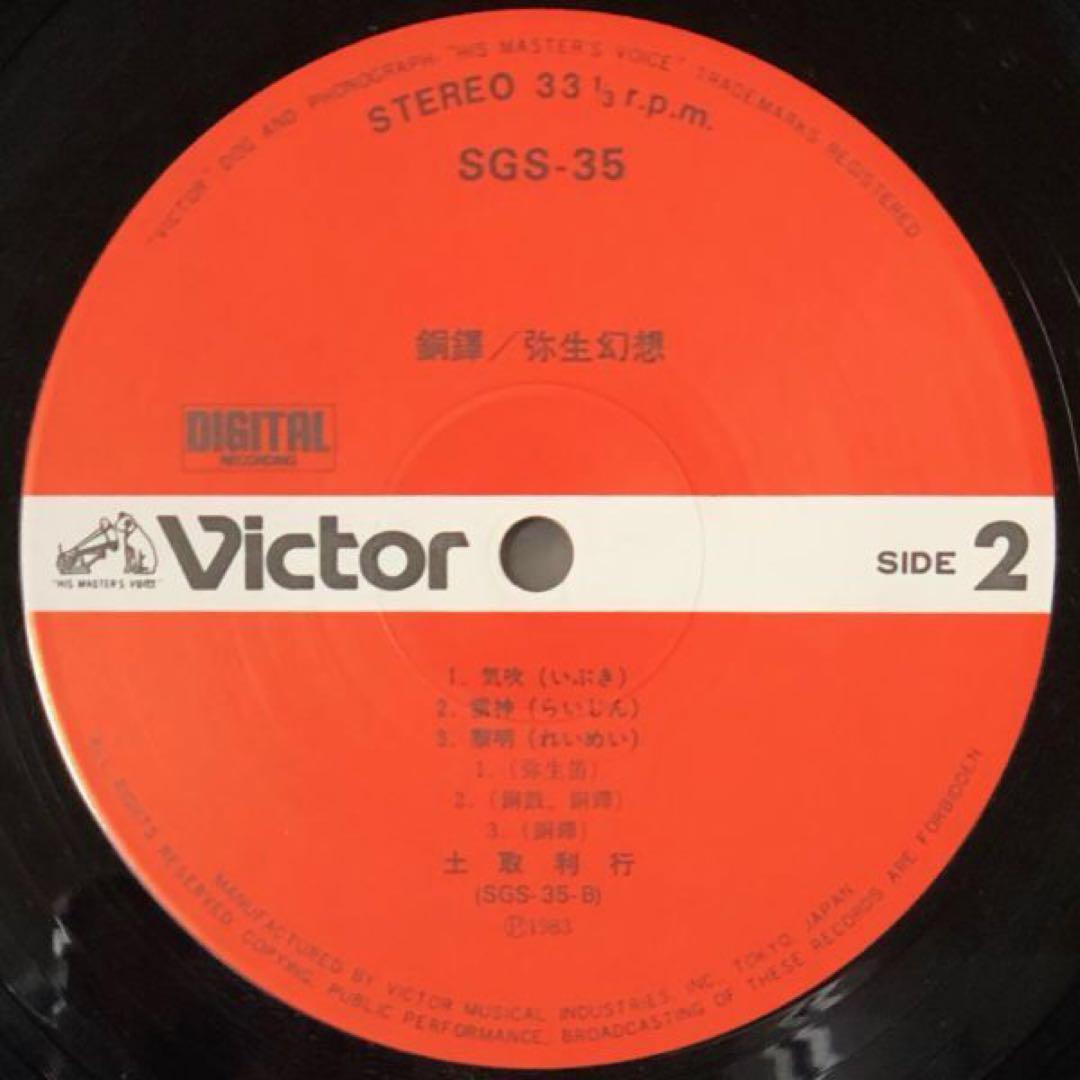 "VICTOR" DOG AND PHONOGRAPH, "HIS MASTER'S VOICE" TRADEMARKS REGISTERED
STEREO 33 1/3 r.p.m.
SGS-35
銅鐸／弥生幻想
DIGITAL
RECORDING
"HIS MASTER'S VOICE"
Victor
SIDE 2
1. 気吹（いぶき）
2. 雷神（らいじん）
3. 黎明（れいめい）
1.（弥生笛）
2.（銅鼓、銅鐸）
3.（銅鐸）
土取利行
(SGS-35-B)
℗1983
MANUFACTURED BY VICTOR MUSICAL INDUSTRIES, INC. TOKYO, JAPAN
ALL RIGHTS RESERVED COPYING, PUBLIC PERFORMANCE, BROADCASTING OF THESE RECORDS ARE FORBIDDEN